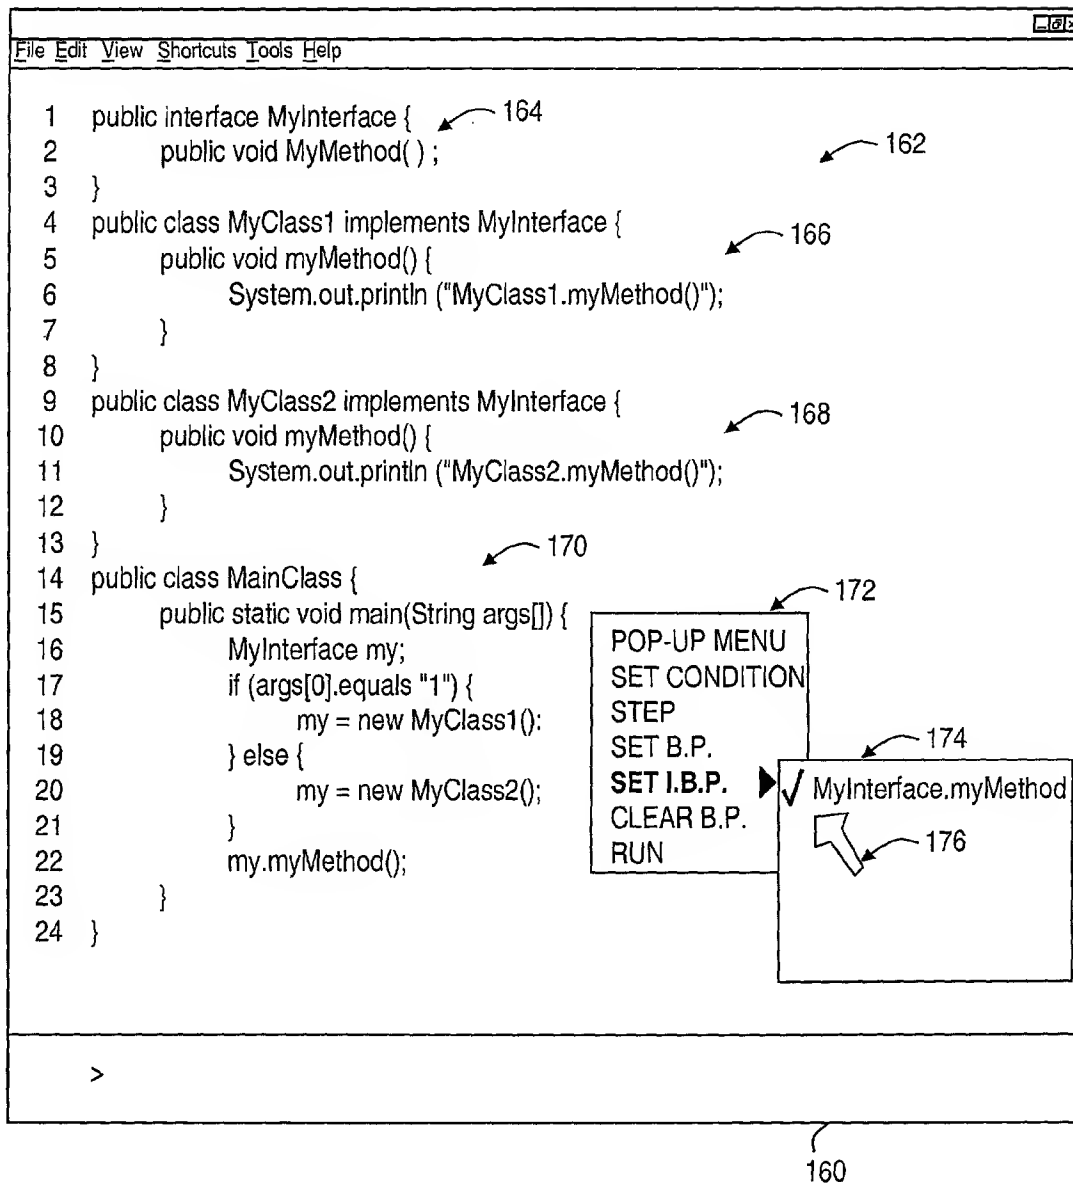 File Edit View Shortcuts Tools Help
1 public interface MyInterface {
164
2 public void MyMethod( ) ;
162
3 }
4 public class MyClass1 implements MyInterface {
166
5 public void myMethod() {
6 System.out.println ("MyClass1.myMethod()");
7 }
8 }
9 public class MyClass2 implements MyInterface {
168
10 public void myMethod() {
11 System.out.println ("MyClass2.myMethod()");
12 }
13 }
170
14 public class MainClass {
15 public static void main(String args[]) {
16 MyInterface my;
17 if (args[0].equals "1") {
18 my = new MyClass1():
19 } else {
20 my = new MyClass2();
21 }
22 my.myMethod();
23 }
24 }
172
POP-UP MENU
SET CONDITION
STEP
SET B.P.
SET I.B.P.
CLEAR B.P.
RUN
174
✓ MyInterface.myMethod
176
>
160